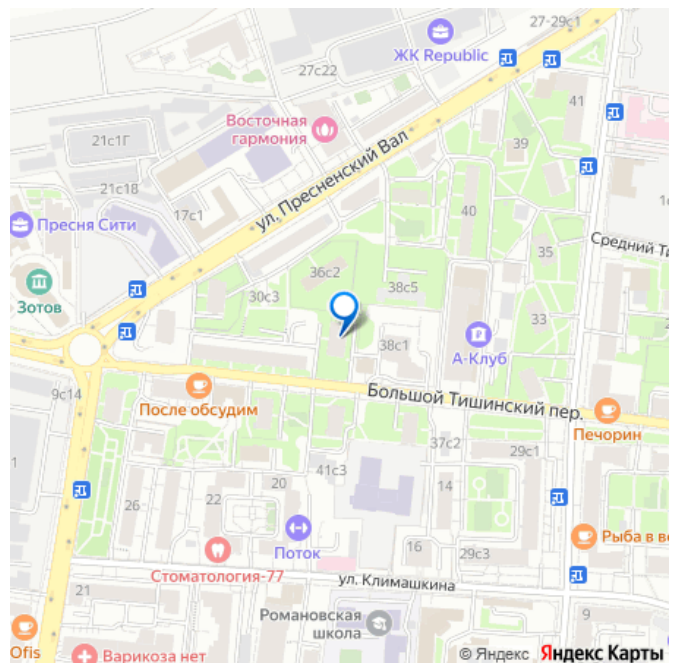 27-29с1
ЖК Republic
27с22
41
Восточная
гармония
21с1Г
39
ул. Пресненский Вал
21с18
17с1
40
Пресня Сити
35
Средний Ти
36с2
Зотов
30с3
38с5
33
38с1
А-Клуб
9с14
После обсудим
Большой Тишинский пер.
Печорин
37с2
29с1
1
41с3
20
14
22
26
Поток
Рыба в во
16
29с3
Стоматология-77
ул. Климашкина
21
Романовская
школа
9
Ofis
Варикоза нет
© Яндекс Яндекс Карты